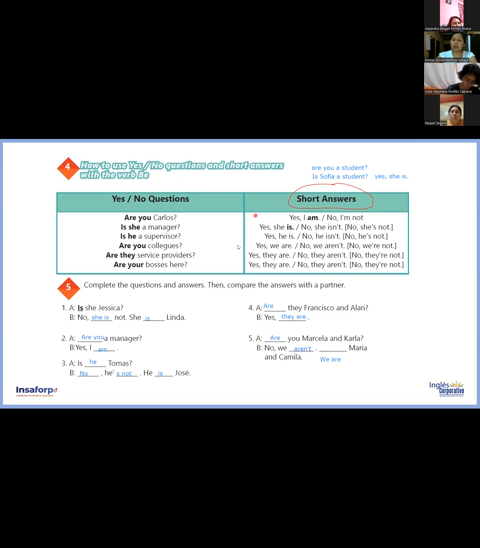 4 How to use Yes / No questions and short answers
with the verb Be
are you a student?
Is Sofia a student? yes, she is.
Yes / No Questions
Short Answers
Are you Carlos?
Yes, I am. / No, I'm not
Is she a manager?
Yes, she is. / No, she isn't. [No, she's not.]
Is he a supervisor?
Yes, he is. / No, he isn't. [No, he's not.]
Are you collegues?
Yes, we are. / No, we aren't. [No, we're not.]
Are they service providers?
Yes, they are. / No, they aren't. [No, they're not.]
Are your bosses here?
Yes, they are. / No, they aren't. [No, they're not.]
5 Complete the questions and answers. Then, compare the answers with a partner.
1. A: Is she Jessica?
B: No, she is not. She is Linda.
2. A: Are you a manager?
B:Yes, I am .
3. A: Is he Tomas?
B: No , he' s not . He is José.
4. A: Are they Francisco and Alan?
B: Yes, they are .
5. A: Are you Marcela and Karla?
B: No, we aren't . ______ Maria
and Camila. We are
Insaforp
Inglés
Corporativo